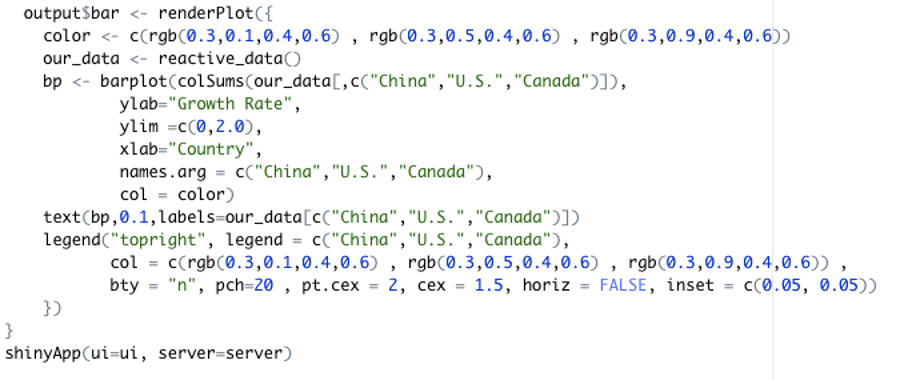 output$bar <- renderPlot({
color <- c(rgb(0.3,0.1,0.4,0.6) , rgb(0.3,0.5,0.4,0.6) , rgb(0.3,0.9,0.4,0.6))
our_data <- reactive_data()
bp <- barplot(colSums(our_data[,c("China","U.S.","Canada")]),
ylab="Growth Rate",
ylim =c(0,2.0),
xlab="Country",
names.arg = c("China","U.S.","Canada"),
col = color)
text(bp,0.1,labels=our_data[c("China","U.S.","Canada")])
legend("topright", legend = c("China","U.S.","Canada"),
col = c(rgb(0.3,0.1,0.4,0.6) , rgb(0.3,0.5,0.4,0.6) , rgb(0.3,0.9,0.4,0.6)) ,
bty = "n", pch=20 , pt.cex = 2, cex = 1.5, horiz = FALSE, inset = c(0.05, 0.05))
})
}
shinyApp(ui=ui, server=server)